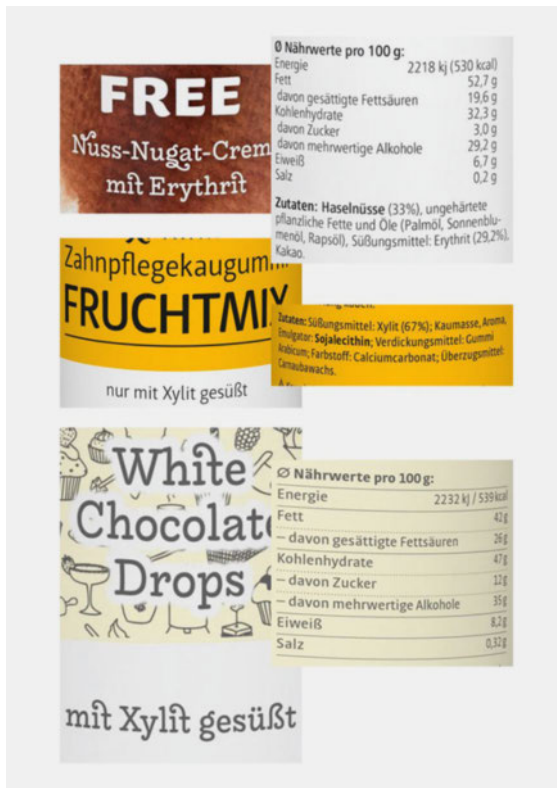 FREE
Nuss-Nugat-Crem
mit Erythrit
Ø Nährwerte pro 100 g:
Energie 2218 kj (530 kcal)
Fett 52,7 g
davon gesättigte Fettsäuren 19,6 g
Kohlenhydrate 32,3 g
davon Zucker 3,0 g
davon mehrwertige Alkohole 29,2 g
Eiweiß 6,7 g
Salz 0,2 g
Zutaten: Haselnüsse (33%), ungehärtete
pflanzliche Fette und Öle (Palmöl, Sonnenblu-
menöl, Rapsöl), Süßungsmittel: Erythrit (29,2%),
Kakao.
Zahnpflegekaugummi
FRUCHTMIX
nur mit Xylit gesüßt
Zutaten: Süßungsmittel: Xylit (67%); Kaumasse, Aroma,
Emulgator: Sojalecithin; Verdickungsmittel: Gummi
Arabicum; Farbstoff: Calciumcarbonat; Überzugsmittel:
Carnaubawachs.
White
Chocolate
Drops
mit Xylit gesüßt
Ø Nährwerte pro 100 g:
Energie 2232 kj / 539 kcal
Fett 42 g
– davon gesättigte Fettsäuren 26 g
Kohlenhydrate 47 g
– davon Zucker 12 g
– davon mehrwertige Alkohole 35 g
Eiweiß 8,2 g
Salz 0,32 g